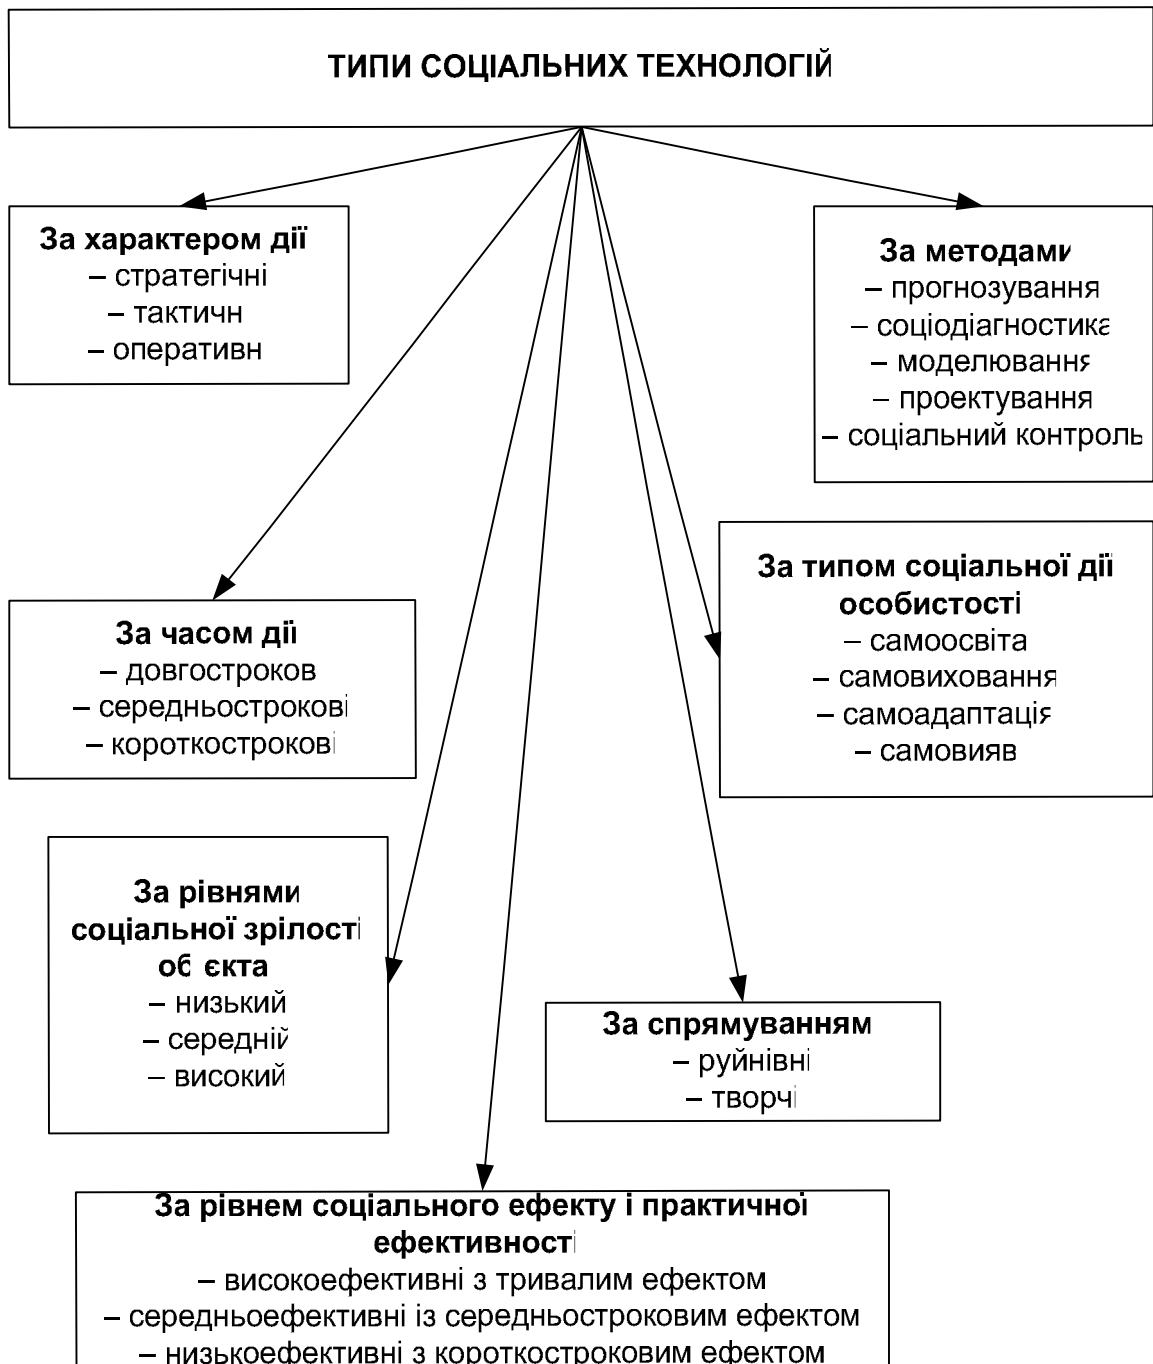 ТИПИ СОЦІАЛЬНИХ ТЕХНОЛОГІЙ
За характером дії
– стратегічні
– тактичн
– оперативн
За методами
– прогнозування
– соціодіагностика
– моделювання
– проектування
– соціальний контроль
За типом соціальної дії
особистості
– самоосвіта
– самовиховання
– самоадаптація
– самовияв
За часом дії
– довгостроков
– середньострокові
– короткострокові
За рівнями
соціальної зрілості
об єкта
– низький
– середній
– високий
За спрямуванням
– руйнівні
– творчі
За рівнем соціального ефекту і практичної
ефективності
– високоефективні з тривалим ефектом
– середньоефективні із середньостроковим ефектом
– низькоефективні з короткостроковим ефектом